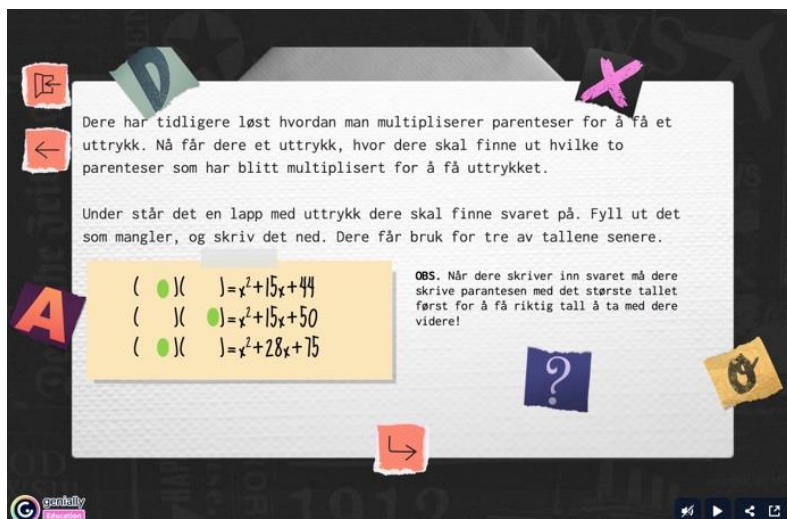 D
X
Dere har tidligere løst hvordan man multipliserer parenteser for å få et
uttrykk. Nå får dere et uttrykk, hvor dere skal finne ut hvilke to
parenteser som har blitt multiplisert for å få uttrykket.
Under står det en lapp med uttrykk dere skal finne svaret på. Fyll ut det
som mangler, og skriv det ned. Dere får bruk for tre av tallene senere.
A
( )( )=x²+15x+44
( )( )=x²+15x+50
( )( )=x²+28x+75
OBS. Når dere skriver inn svaret må dere
skrive parantesen med det største tallet
først for å få riktig tall å ta med dere
videre!
?
genially
Education
NEWS
1912